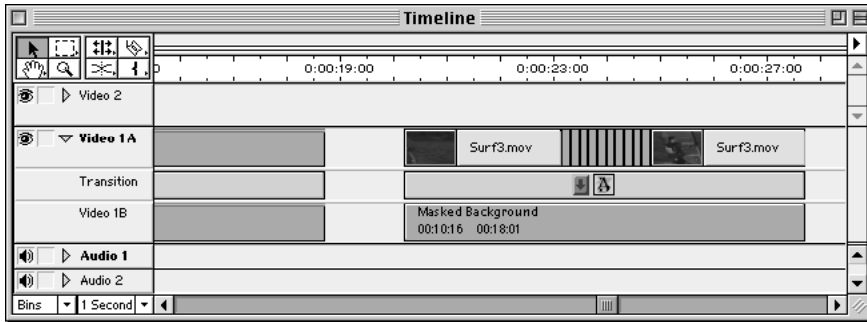 Timeline
0:00:19:00 0:00:23:00 0:00:27:00
Video 2
Video 1A
Surf3.mov Surf3.mov
Transition
A
Video 1B
Masked Background
00:10:16 00:18:01
Audio 1
Audio 2
Bins 1 Second